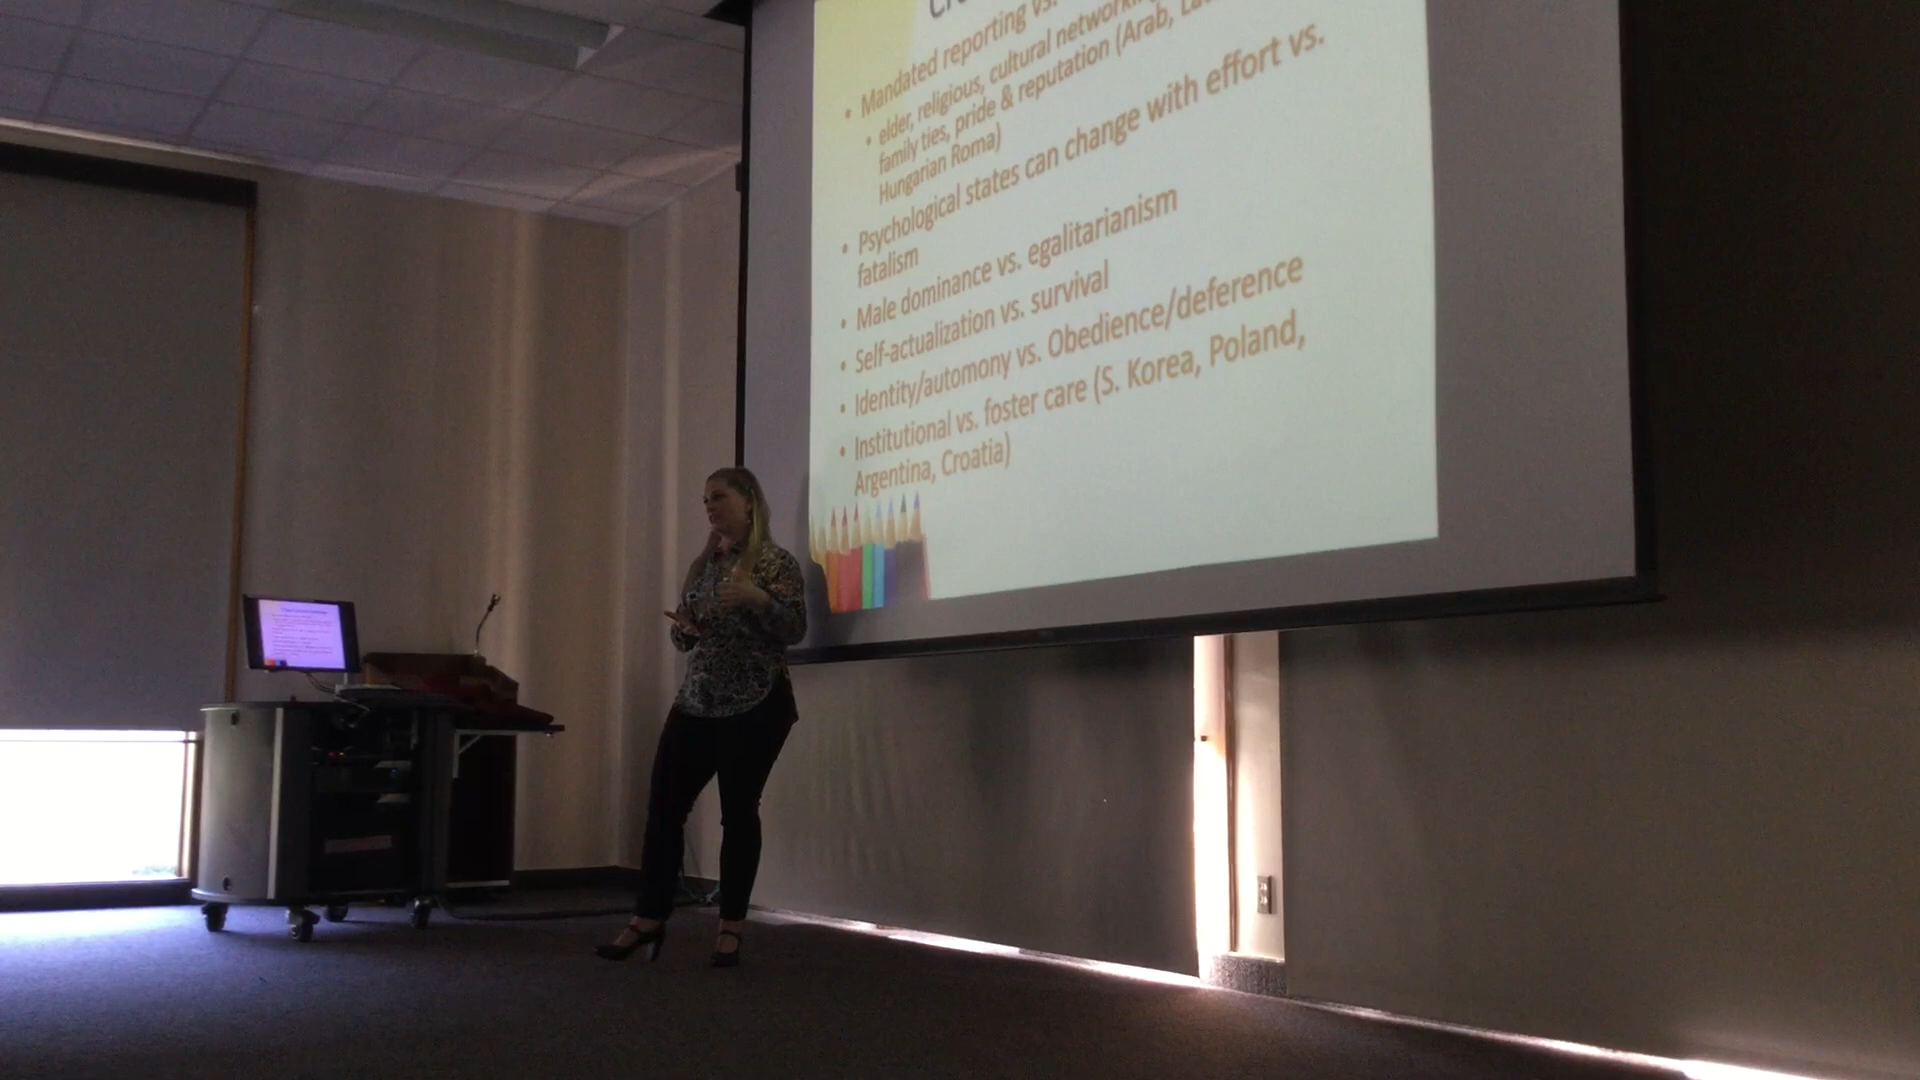 • Mandated reporting vs.
• elder, religious, cultural networking
family ties, pride & reputation (Arab,
Hungarian Roma)
• Psychological states can change with effort vs.
fatalism
• Male dominance vs. egalitarianism
• Self-actualization vs. survival
• Identity/automony vs. Obedience/deference
• Institutional vs. foster care (S. Korea, Poland,
Argentina, Croatia)